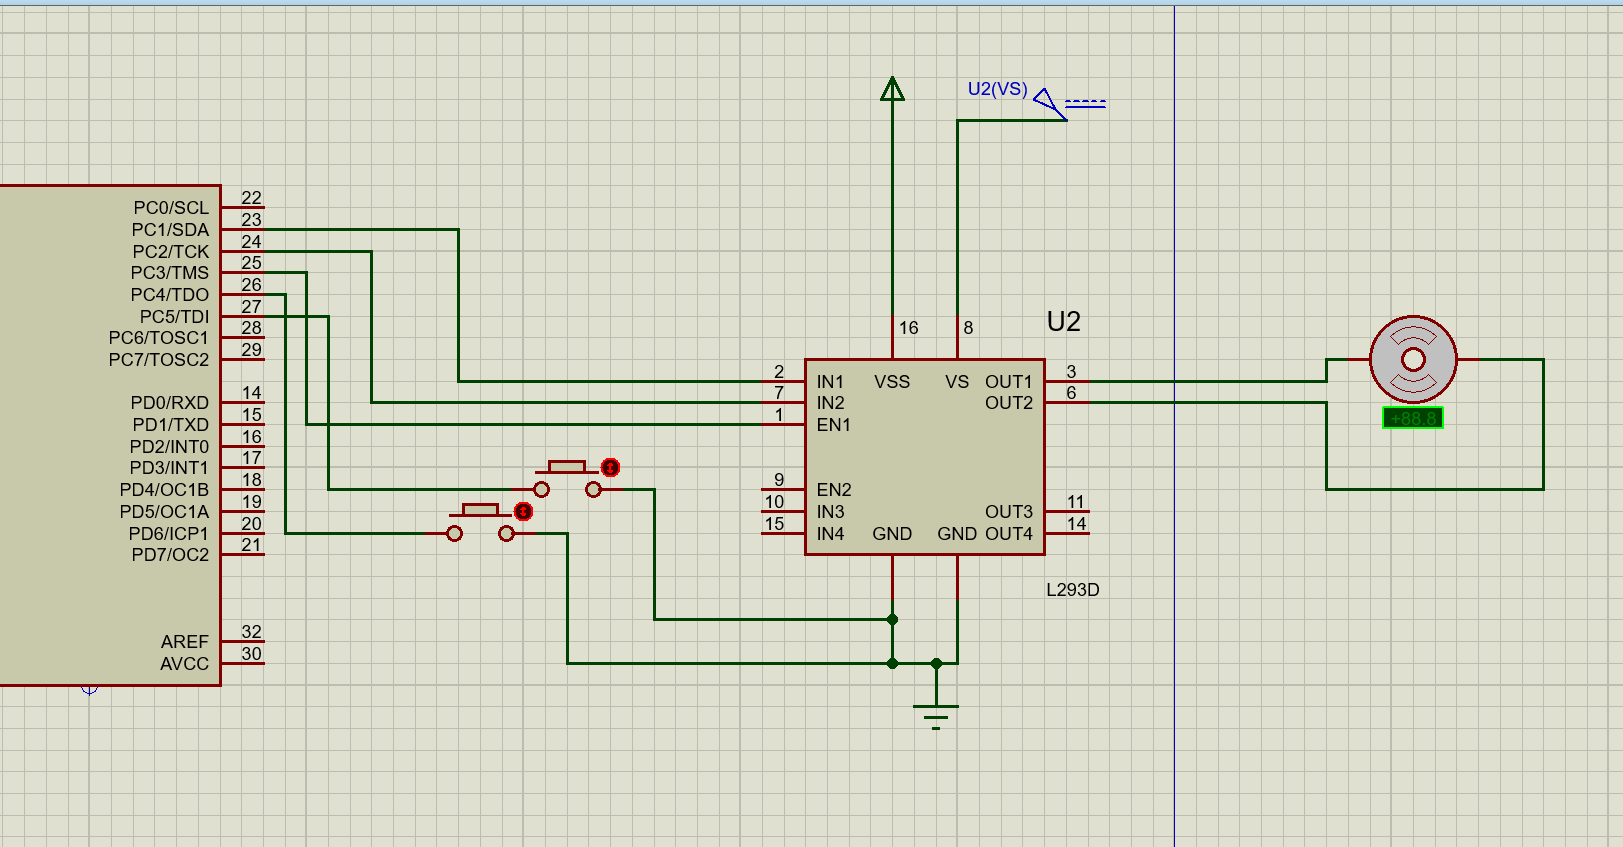 U2(VS)
PC0/SCL 22
PC1/SDA 23
PC2/TCK 24
PC3/TMS 25
PC4/TDO 26
PC5/TDI 27
PC6/TOSC1 28
PC7/TOSC2 29
PD0/RXD 14
PD1/TXD 15
PD2/INT0 16
PD3/INT1 17
PD4/OC1B 18
PD5/OC1A 19
PD6/ICP1 20
PD7/OC2 21
AREF 32
AVCC 30
U2
16 8
2 IN1 VSS VS OUT1 3
7 IN2 OUT2 6
1 EN1
9 EN2
10 IN3 OUT3 11
15 IN4 GND GND OUT4 14
L293D
+88.8